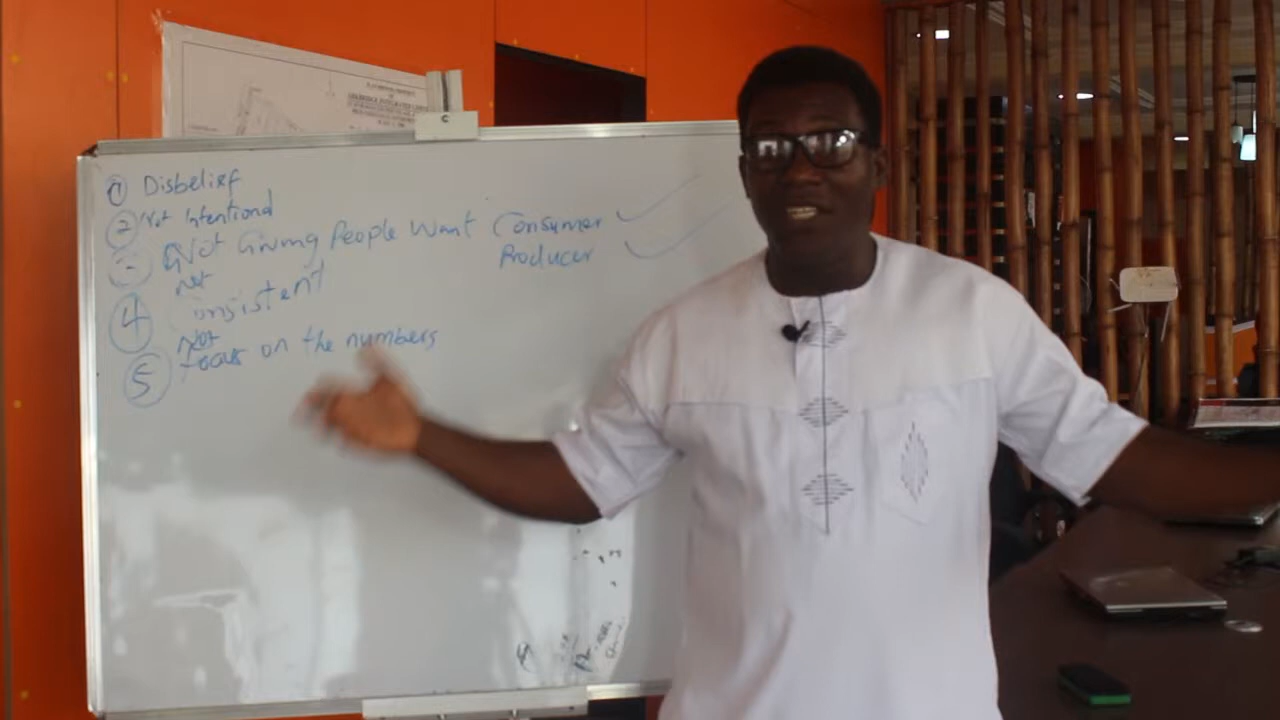 C
① Disbelief
② Not Intentional
Not Giving People Want Consumer
Producer
not
④ Consistent
Not
⑤ focus on the numbers